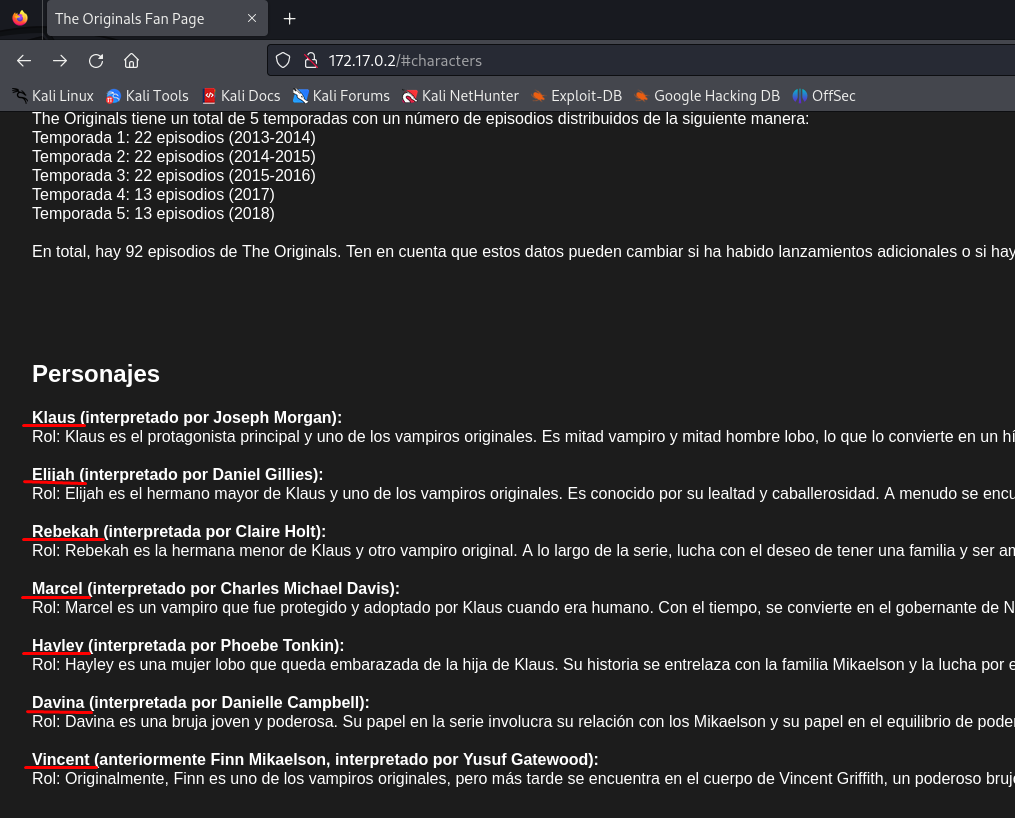 The Originals Fan Page
172.17.0.2/#characters
Kali Linux Kali Tools Kali Docs Kali Forums Kali NetHunter Exploit-DB Google Hacking DB OffSec
The Originals tiene un total de 5 temporadas con un número de episodios distribuidos de la siguiente manera:
Temporada 1: 22 episodios (2013-2014)
Temporada 2: 22 episodios (2014-2015)
Temporada 3: 22 episodios (2015-2016)
Temporada 4: 13 episodios (2017)
Temporada 5: 13 episodios (2018)
En total, hay 92 episodios de The Originals. Ten en cuenta que estos datos pueden cambiar si ha habido lanzamientos adicionales o si hay
Personajes
Klaus (interpretado por Joseph Morgan):
Rol: Klaus es el protagonista principal y uno de los vampiros originales. Es mitad vampiro y mitad hombre lobo, lo que lo convierte en un
Elijah (interpretado por Daniel Gillies):
Rol: Elijah es el hermano mayor de Klaus y uno de los vampiros originales. Es conocido por su lealtad y caballerosidad. A menudo se
Rebekah (interpretada por Claire Holt):
Rol: Rebekah es la hermana menor de Klaus y otro vampiro original. A lo largo de la serie, lucha con el deseo de tener una familia y ser
Marcel (interpretado por Charles Michael Davis):
Rol: Marcel es un vampiro que fue protegido y adoptado por Klaus cuando era humano. Con el tiempo, se convierte en el gobernante de
Hayley (interpretada por Phoebe Tonkin):
Rol: Hayley es una mujer lobo que queda embarazada de la hija de Klaus. Su historia se entrelaza con la familia Mikaelson y la lucha por
Davina (interpretada por Danielle Campbell):
Rol: Davina es una bruja joven y poderosa. Su papel en la serie involucra su relación con los Mikaelson y su papel en el equilibrio de
Vincent (anteriormente Finn Mikaelson, interpretado por Yusuf Gatewood):
Rol: Originalmente, Finn es uno de los vampiros originales, pero más tarde se encuentra en el cuerpo de Vincent Griffith, un poderoso